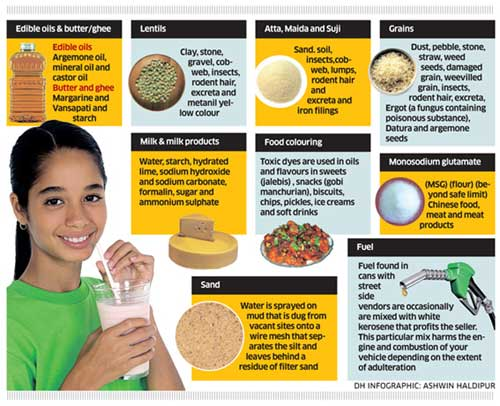 Edible oils & butter/ghee
Edible oils
Argemone oil,
mineral oil and
castor oil
Butter and ghee
Margarine and
Vansapati and
starch
Lentils
Clay, stone,
gravel, cob-
web, insects,
rodent hair,
excreta and
metanil yel-
low colour
Atta, Maida and Suji
Sand. soil,
insects,cob-
web, lumps,
rodent hair
and
excreta and
iron filings
Grains
Dust, pebble, stone,
straw, weed
seeds, damaged
grain, weevilled
grain, insects,
rodent hair, excreta,
Ergot (a fungus containing
poisonous substance),
Datura and argemone
seeds
Milk & milk products
Water, starch, hydrated
lime, sodium hydroxide
and sodium carbonate,
formalin, sugar and
ammonium sulphate
Food colouring
Toxic dyes are used in oils
and flavours in sweets
(jalebis) , snacks (gobi
manchurian), biscuits,
chips, pickles, ice creams
and soft drinks
Monosodium glutamate
(MSG) (flour) (be-
yond safe limit)
Chinese food,
meat and meat
products
Sand
Water is sprayed on
mud that is dug from
vacant sites onto a
wire mesh that sep-
arates the silt and
leaves behind a
residue of filter sand
Fuel
Fuel found in
cans with
street
side
vendors are occasionally
are mixed with white
kerosene that profits the seller.
This particular mix harms the en-
gine and combustion of your
vehicle depending on the extent
of adulteration
DH INFOGRAPHIC: ASHWIN HALDIPUR